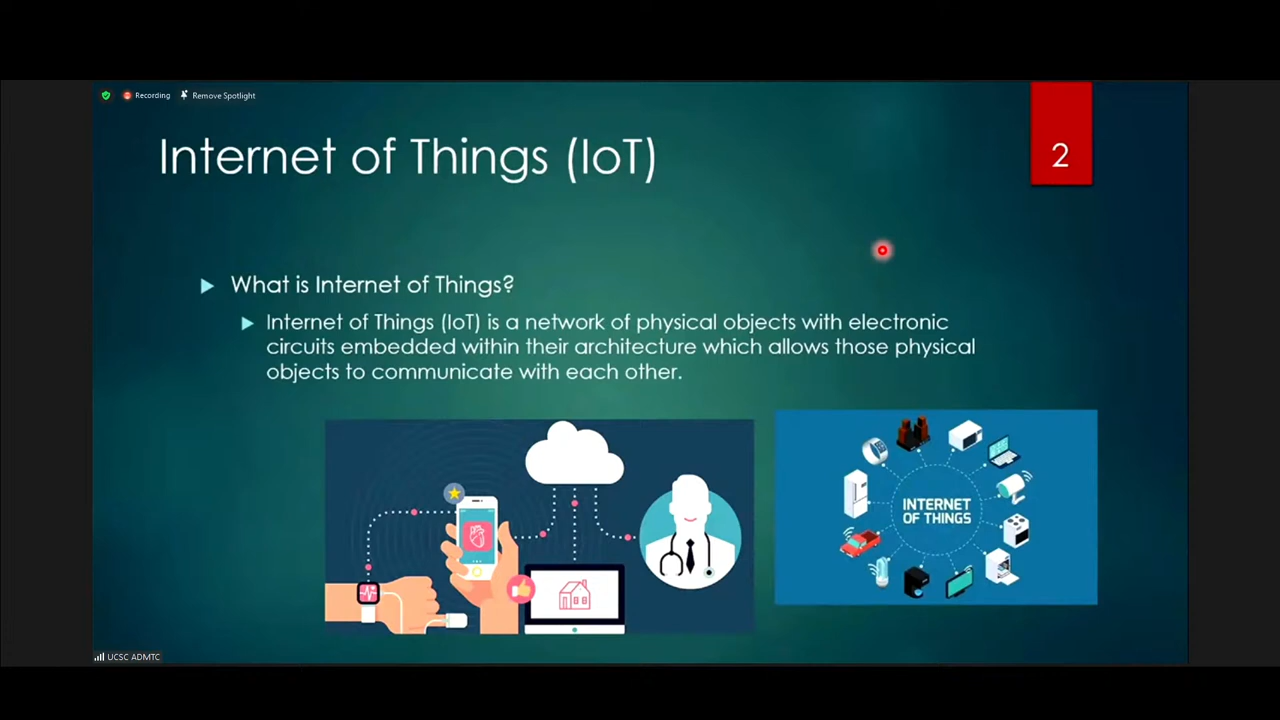 Recording
Remove Spotlight
Internet of Things (IoT)
2
What is Internet of Things?
Internet of Things (IoT) is a network of physical objects with electronic
circuits embedded within their architecture which allows those physical
objects to communicate with each other.
INTERNET
OF THINGS
UCSC ADMTC